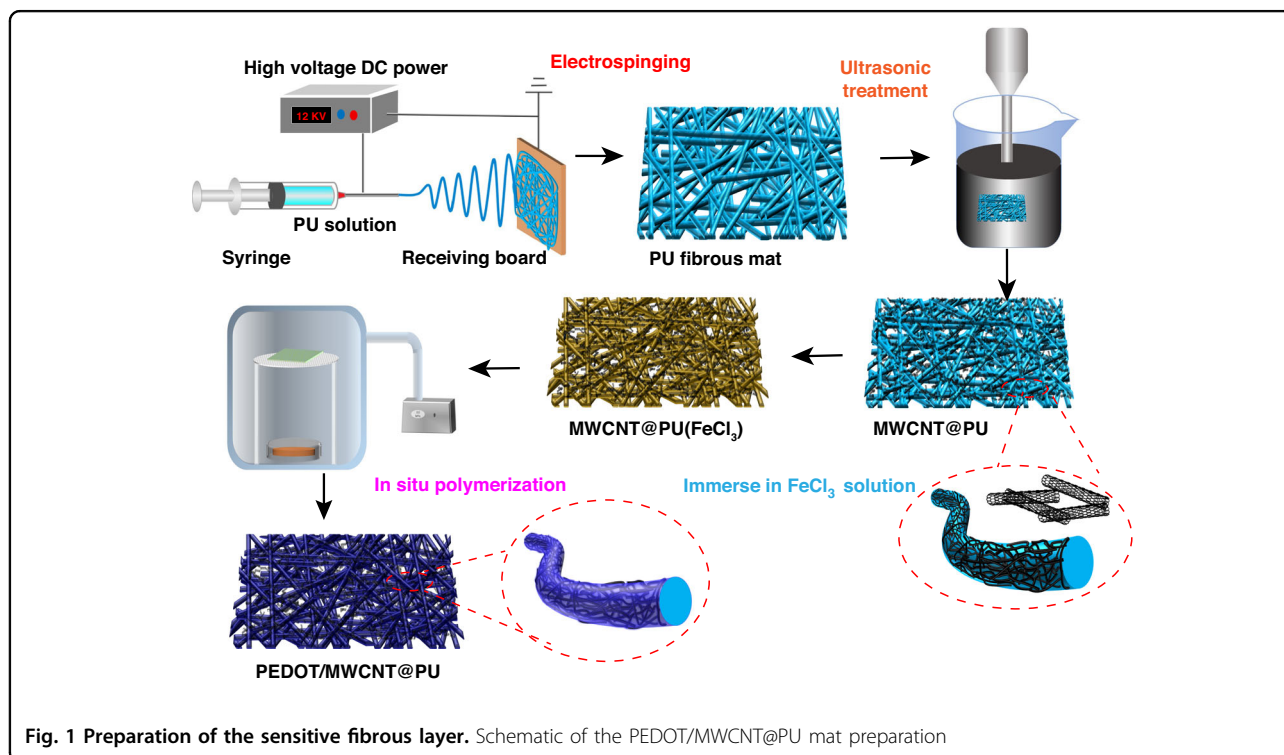 High voltage DC power
12 KV
Electrospinging
Ultrasonic
treatment
PU solution
Syringe
Receiving board
PU fibrous mat
MWCNT@PU(FeCl₃)
MWCNT@PU
In situ polymerization
Immerse in FeCl₃ solution
PEDOT/MWCNT@PU
Fig. 1 Preparation of the sensitive fibrous layer. Schematic of the PEDOT/MWCNT@PU mat preparation